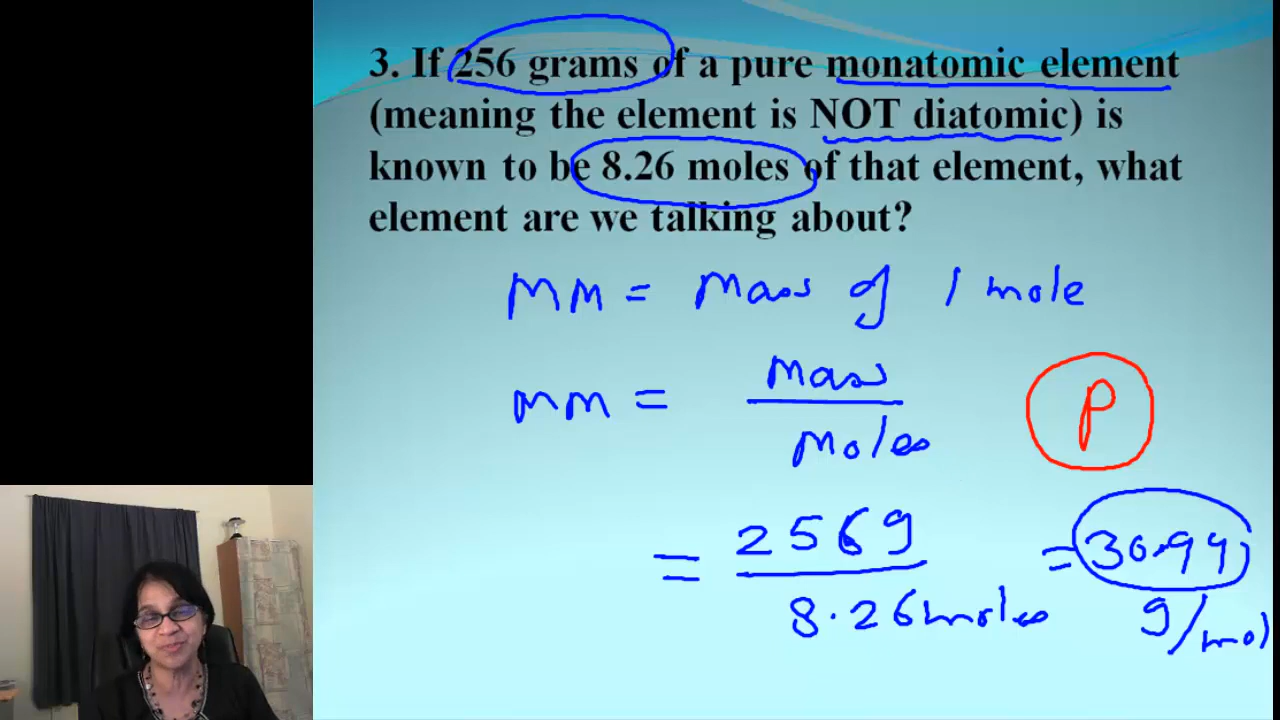 3. If 256 grams of a pure monatomic element
(meaning the element is NOT diatomic) is
known to be 8.26 moles of that element, what
element are we talking about?
MM = Mass of 1 mole
MM = Mass
Moles
P
= 256g
8.26 moles
= 30.99
g/mol